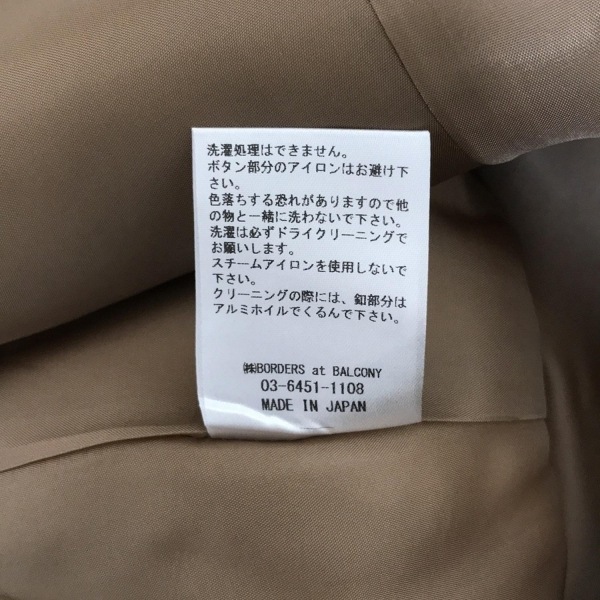 洗濯処理はできません。
ボタン部分のアイロンはお避け下
さい。
色落ちする恐れがありますので他
の物と一緒に洗わないで下さい。
洗濯は必ずドライクリーニングで
お願いします。
スチームアイロンを使用しないで
下さい。
クリーニングの際には、釦部分は
アルミホイルでくるんで下さい。
㈱BORDERS at BALCONY
03-6451-1108
MADE IN JAPAN